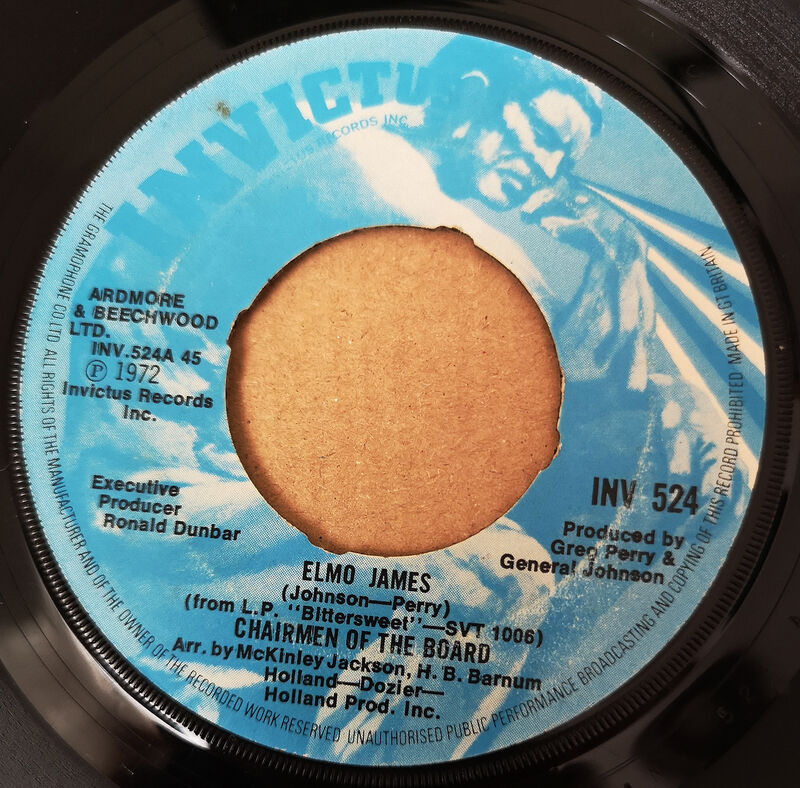 INVICTUS
INVICTUS RECORDS INC.
THE GRAMOPHONE CO LTD ALL RIGHTS OF THE MANUFACTURER AND OF THE OWNER OF THE RECORDED WORK RESERVED UNAUTHORISED PUBLIC PERFORMANCE BROADCASTING AND COPYING OF THIS RECORD PROHIBITED MADE IN GT BRITAIN
ARDMORE
& BEECHWOOD
LTD.
INV.524A 45
Ⓟ 1972
Invictus Records
Inc.
Executive
Producer
Ronald Dunbar
INV 524
Produced by
Greg Perry &
General Johnson
ELMO JAMES
(Johnson—Perry)
(from L.P. "Bittersweet"—SVT 1006)
CHAIRMEN OF THE BOARD
Arr. by McKinley Jackson, H. B. Barnum
Holland—Dozier—
Holland Prod. Inc.